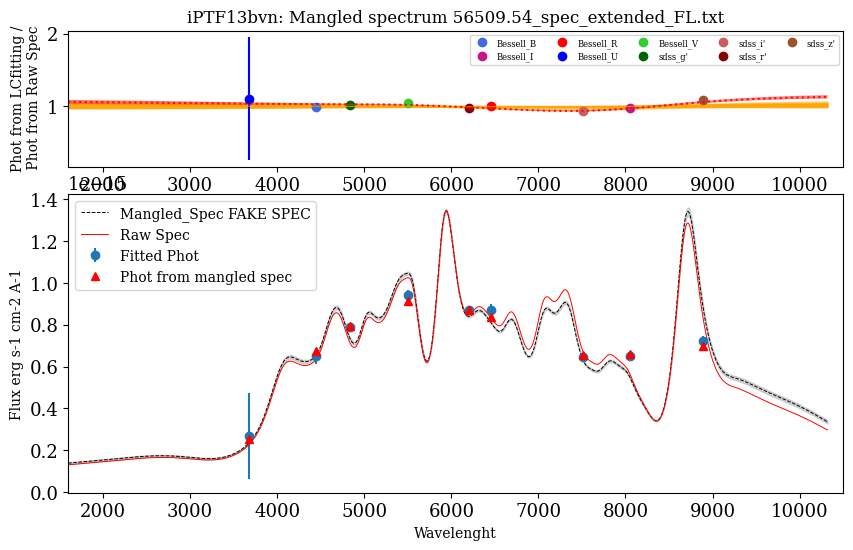 iPTF13bvn: Mangled spectrum 56509.54_spec_extended_FL.txt
Phot from LCfitting /
Phot from Raw Spec
2
1
Bessell_B Bessell_R Bessell_V sdss_i' sdss_z'
Bessell_I Bessell_U sdss_g' sdss_r'
2000 3000 4000 5000 6000 7000 8000 9000 10000
1e−15
Flux erg s-1 cm-2 A-1
1.4
1.2
1.0
0.8
0.6
0.4
0.2
0.0
Mangled_Spec FAKE SPEC
Raw Spec
Fitted Phot
Phot from mangled spec
2000 3000 4000 5000 6000 7000 8000 9000 10000
Wavelenght